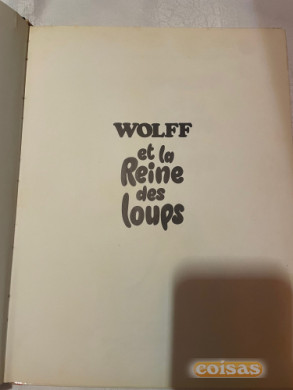 WOLFF
et la
Reine
des
loups
coisas